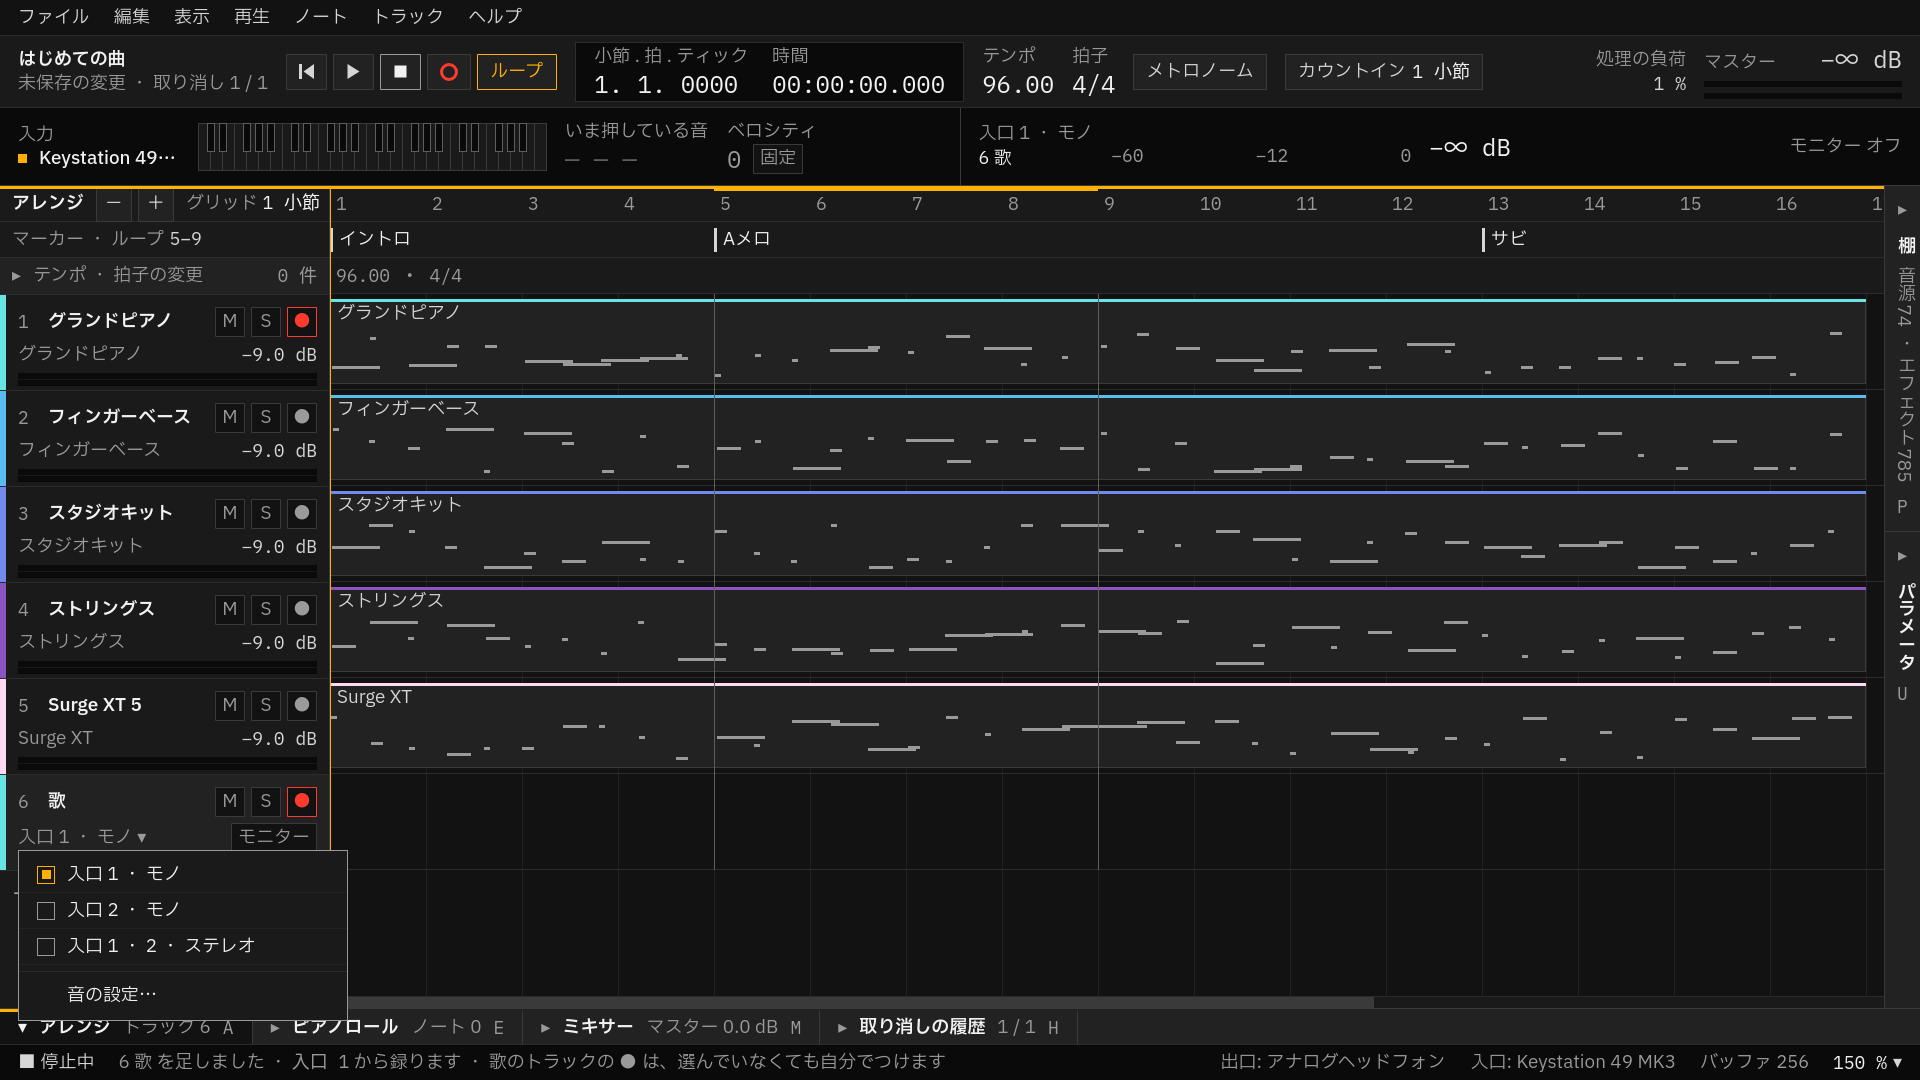 ファイル 編集 表示 再生 ノート トラック ヘルプ
はじめての曲
未保存の変更 ・ 取り消し 1 / 1
ループ
小節 . 拍 . ティック 時間
1. 1. 0000 00:00:00.000
テンポ 拍子
96.00 4/4
メトロノーム
カウントイン 1 小節
処理の負荷
1 %
マスター −∞ dB
入力
Keystation 49…
いま押している音 ベロシティ
— — — 0 固定
入口 1 ・ モノ
6 歌
−60 −12 0 −∞ dB
モニター オフ
アレンジ − + グリッド 1 小節
1 2 3 4 5 6 7 8 9 10 11 12 13 14 15 16 1
マーカー ・ ループ 5–9
イントロ Aメロ サビ
▸ テンポ ・ 拍子の変更 0 件
96.00 ・ 4/4
1 グランドピアノ M S
グランドピアノ −9.0 dB
グランドピアノ
2 フィンガーベース M S
フィンガーベース −9.0 dB
フィンガーベース
3 スタジオキット M S
スタジオキット −9.0 dB
スタジオキット
4 ストリングス M S
ストリングス −9.0 dB
ストリングス
5 Surge XT 5 M S
Surge XT −9.0 dB
Surge XT
6 歌 M S
入口 1 ・ モノ ▾ モニター
入口 1 ・ モノ
入口 2 ・ モノ
入口 1 ・ 2 ・ ステレオ
音の設定…
▸ 棚 音源 74 ・ エフェクト 785 P
▸ パラメータ U
▾ アレンジ トラック 6 A
▸ ピアノロール ノート 0 E
▸ ミキサー マスター 0.0 dB M
▸ 取り消しの履歴 1 / 1 H
■ 停止中 6 歌 を足しました ・ 入口 1 から録ります ・ 歌のトラックの ● は、選んでいなくても自分でつけます
出口: アナログヘッドフォン 入口: Keystation 49 MK3 バッファ 256 150 % ▾